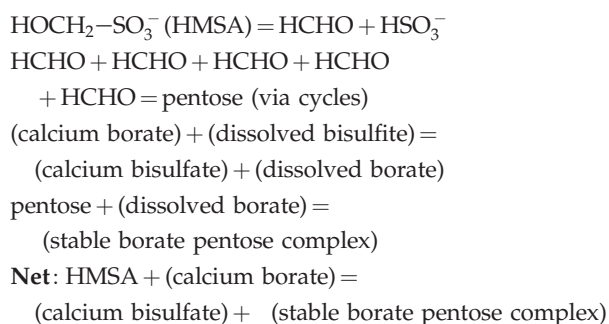 HOCH₂−SO₃⁻ (HMSA) = HCHO + HSO₃⁻
HCHO + HCHO + HCHO + HCHO
+ HCHO = pentose (via cycles)
(calcium borate) + (dissolved bisulfite) =
(calcium bisulfate) + (dissolved borate)
pentose + (dissolved borate) =
(stable borate pentose complex)
Net: HMSA + (calcium borate) =
(calcium bisulfate) + (stable borate pentose complex)